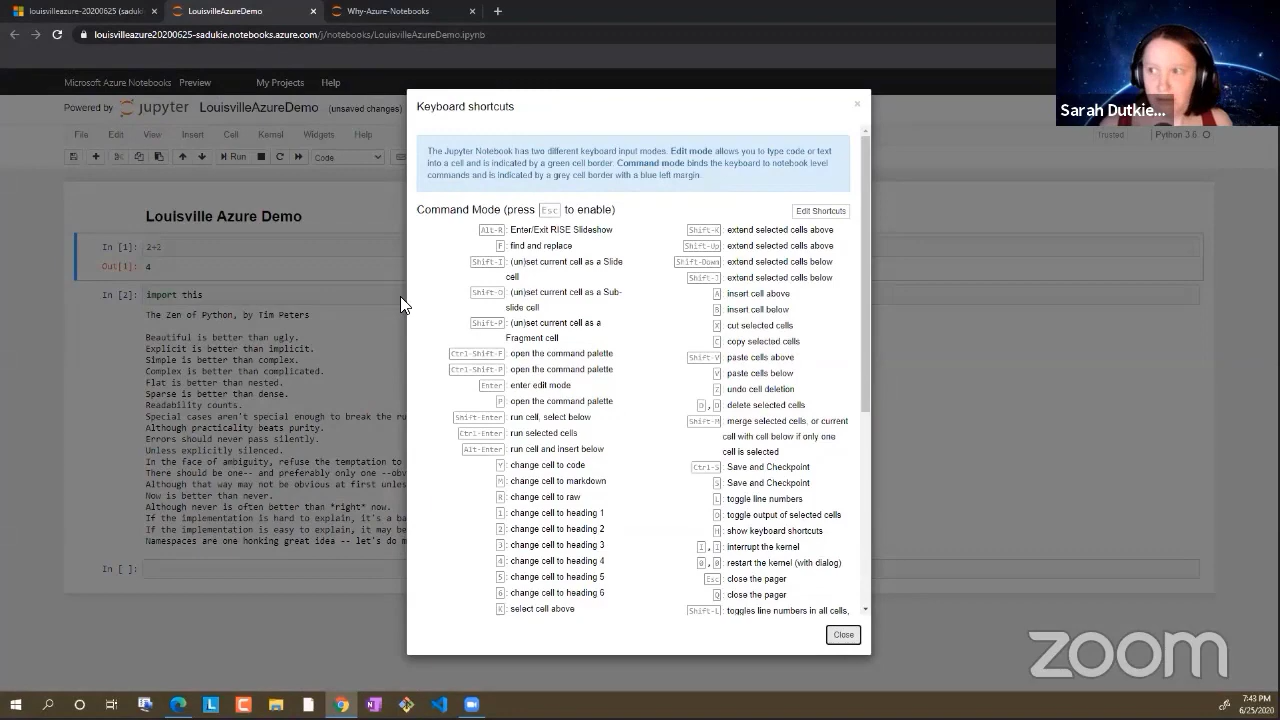 louisvilleazure-20200625 (saduki
LouisvilleAzureDemo
Why-Azure-Notebooks
louisvilleazure20200625-sadukie.notebooks.azure.com/j/notebooks/LouisvilleAzureDemo.ipynb
Sarah Dutkie...
Microsoft Azure Notebooks Preview My Projects Help
Powered by jupyter LouisvilleAzureDemo (unsaved changes)
File Edit View Insert Cell Kernel Widgets Help
Trusted Python 3.6
Run Code
Louisville Azure Demo
In [1]: 2+2
Out[1]: 4
In [2]: import this
The Zen of Python, by Tim Peters
Beautiful is better than ugly.
Explicit is better than implicit.
Simple is better than complex.
Complex is better than complicated.
Flat is better than nested.
Sparse is better than dense.
Readability counts.
Special cases aren't special enough to break the ru
Although practicality beats purity.
Errors should never pass silently.
Unless explicitly silenced.
In the face of ambiguity, refuse the temptation to
There should be one-- and preferably only one --obv
Although that way may not be obvious at first unles
Now is better than never.
Although never is often better than *right* now.
If the implementation is hard to explain, it's a ba
If the implementation is easy to explain, it may be
Namespaces are one honking great idea -- let's do m
In [ ]:
Keyboard shortcuts
×
The Jupyter Notebook has two different keyboard input modes. Edit mode allows you to type code or text
into a cell and is indicated by a green cell border. Command mode binds the keyboard to notebook level
commands and is indicated by a grey cell border with a blue left margin.
Command Mode (press Esc to enable)
Edit Shortcuts
Alt-R : Enter/Exit RISE Slideshow
F : find and replace
Shift-I : (un)set current cell as a Slide
cell
Shift-O : (un)set current cell as a Sub-
slide cell
Shift-P : (un)set current cell as a
Fragment cell
Ctrl-Shift-F : open the command palette
Ctrl-Shift-P : open the command palette
Enter : enter edit mode
P : open the command palette
Shift-Enter : run cell, select below
Ctrl-Enter : run selected cells
Alt-Enter : run cell and insert below
Y : change cell to code
M : change cell to markdown
R : change cell to raw
1 : change cell to heading 1
2 : change cell to heading 2
3 : change cell to heading 3
4 : change cell to heading 4
5 : change cell to heading 5
6 : change cell to heading 6
K : select cell above
Shift-K : extend selected cells above
Shift-Up : extend selected cells above
Shift-Down : extend selected cells below
Shift-J : extend selected cells below
A : insert cell above
B : insert cell below
X : cut selected cells
C : copy selected cells
Shift-V : paste cells above
V : paste cells below
Z : undo cell deletion
D , D : delete selected cells
Shift-M : merge selected cells, or current
cell with cell below if only one
cell is selected
Ctrl-S : Save and Checkpoint
S : Save and Checkpoint
L : toggle line numbers
O : toggle output of selected cells
H : show keyboard shortcuts
I , I : interrupt the kernel
0 , 0 : restart the kernel (with dialog)
Esc : close the pager
Q : close the pager
Shift-L : toggles line numbers in all cells,
Close
zoom
7:43 PM
6/25/2020